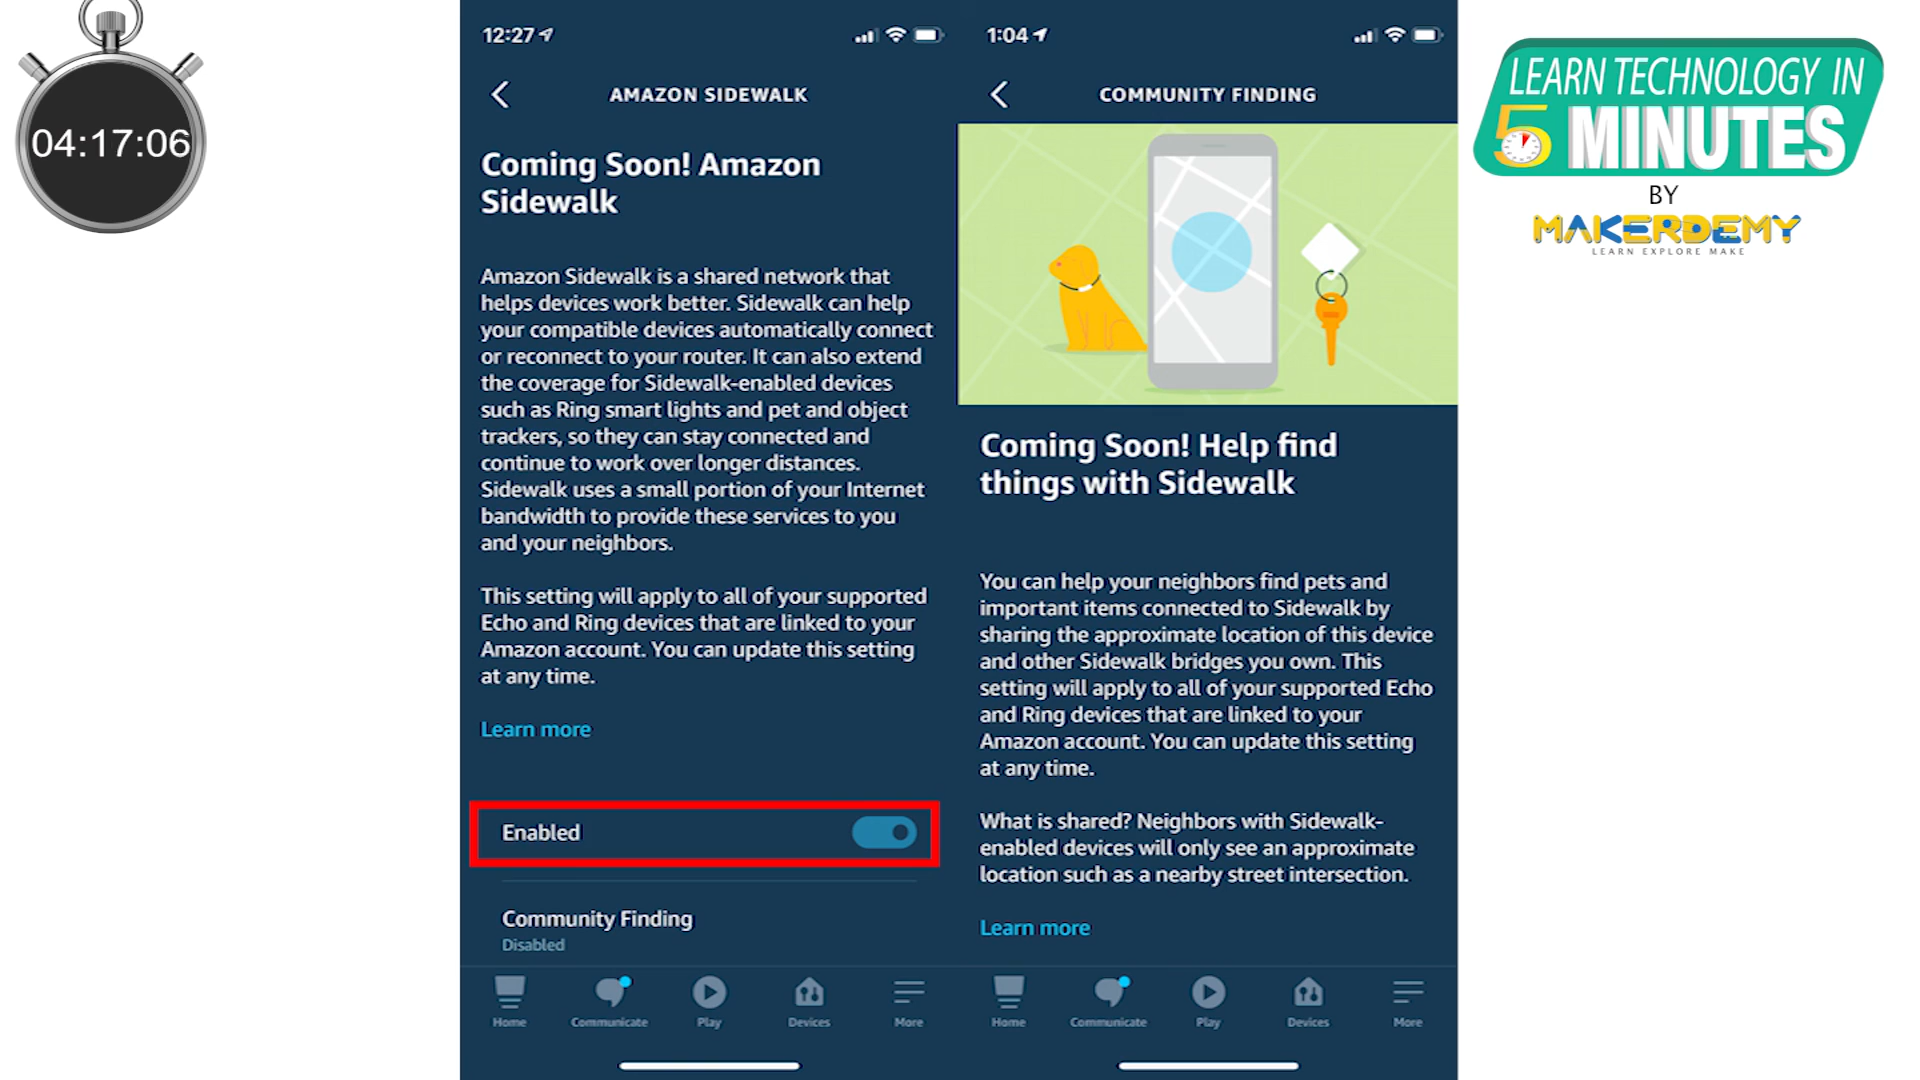 04:17:06
12:27
AMAZON SIDEWALK
Coming Soon! Amazon
Sidewalk
Amazon Sidewalk is a shared network that
helps devices work better. Sidewalk can help
your compatible devices automatically connect
or reconnect to your router. It can also extend
the coverage for Sidewalk-enabled devices
such as Ring smart lights and pet and object
trackers, so they can stay connected and
continue to work over longer distances.
Sidewalk uses a small portion of your Internet
bandwidth to provide these services to you
and your neighbors.
This setting will apply to all of your supported
Echo and Ring devices that are linked to your
Amazon account. You can update this setting
at any time.
Learn more
Enabled
Community Finding
Disabled
Home
Communicate
Play
Devices
More
1:04
COMMUNITY FINDING
Coming Soon! Help find
things with Sidewalk
You can help your neighbors find pets and
important items connected to Sidewalk by
sharing the approximate location of this device
and other Sidewalk bridges you own. This
setting will apply to all of your supported Echo
and Ring devices that are linked to your
Amazon account. You can update this setting
at any time.
What is shared? Neighbors with Sidewalk-
enabled devices will only see an approximate
location such as a nearby street intersection.
Learn more
Home
Communicate
Play
Devices
More
LEARN TECHNOLOGY IN
5 MINUTES
BY
MAKERDEMY
LEARN EXPLORE MAKE